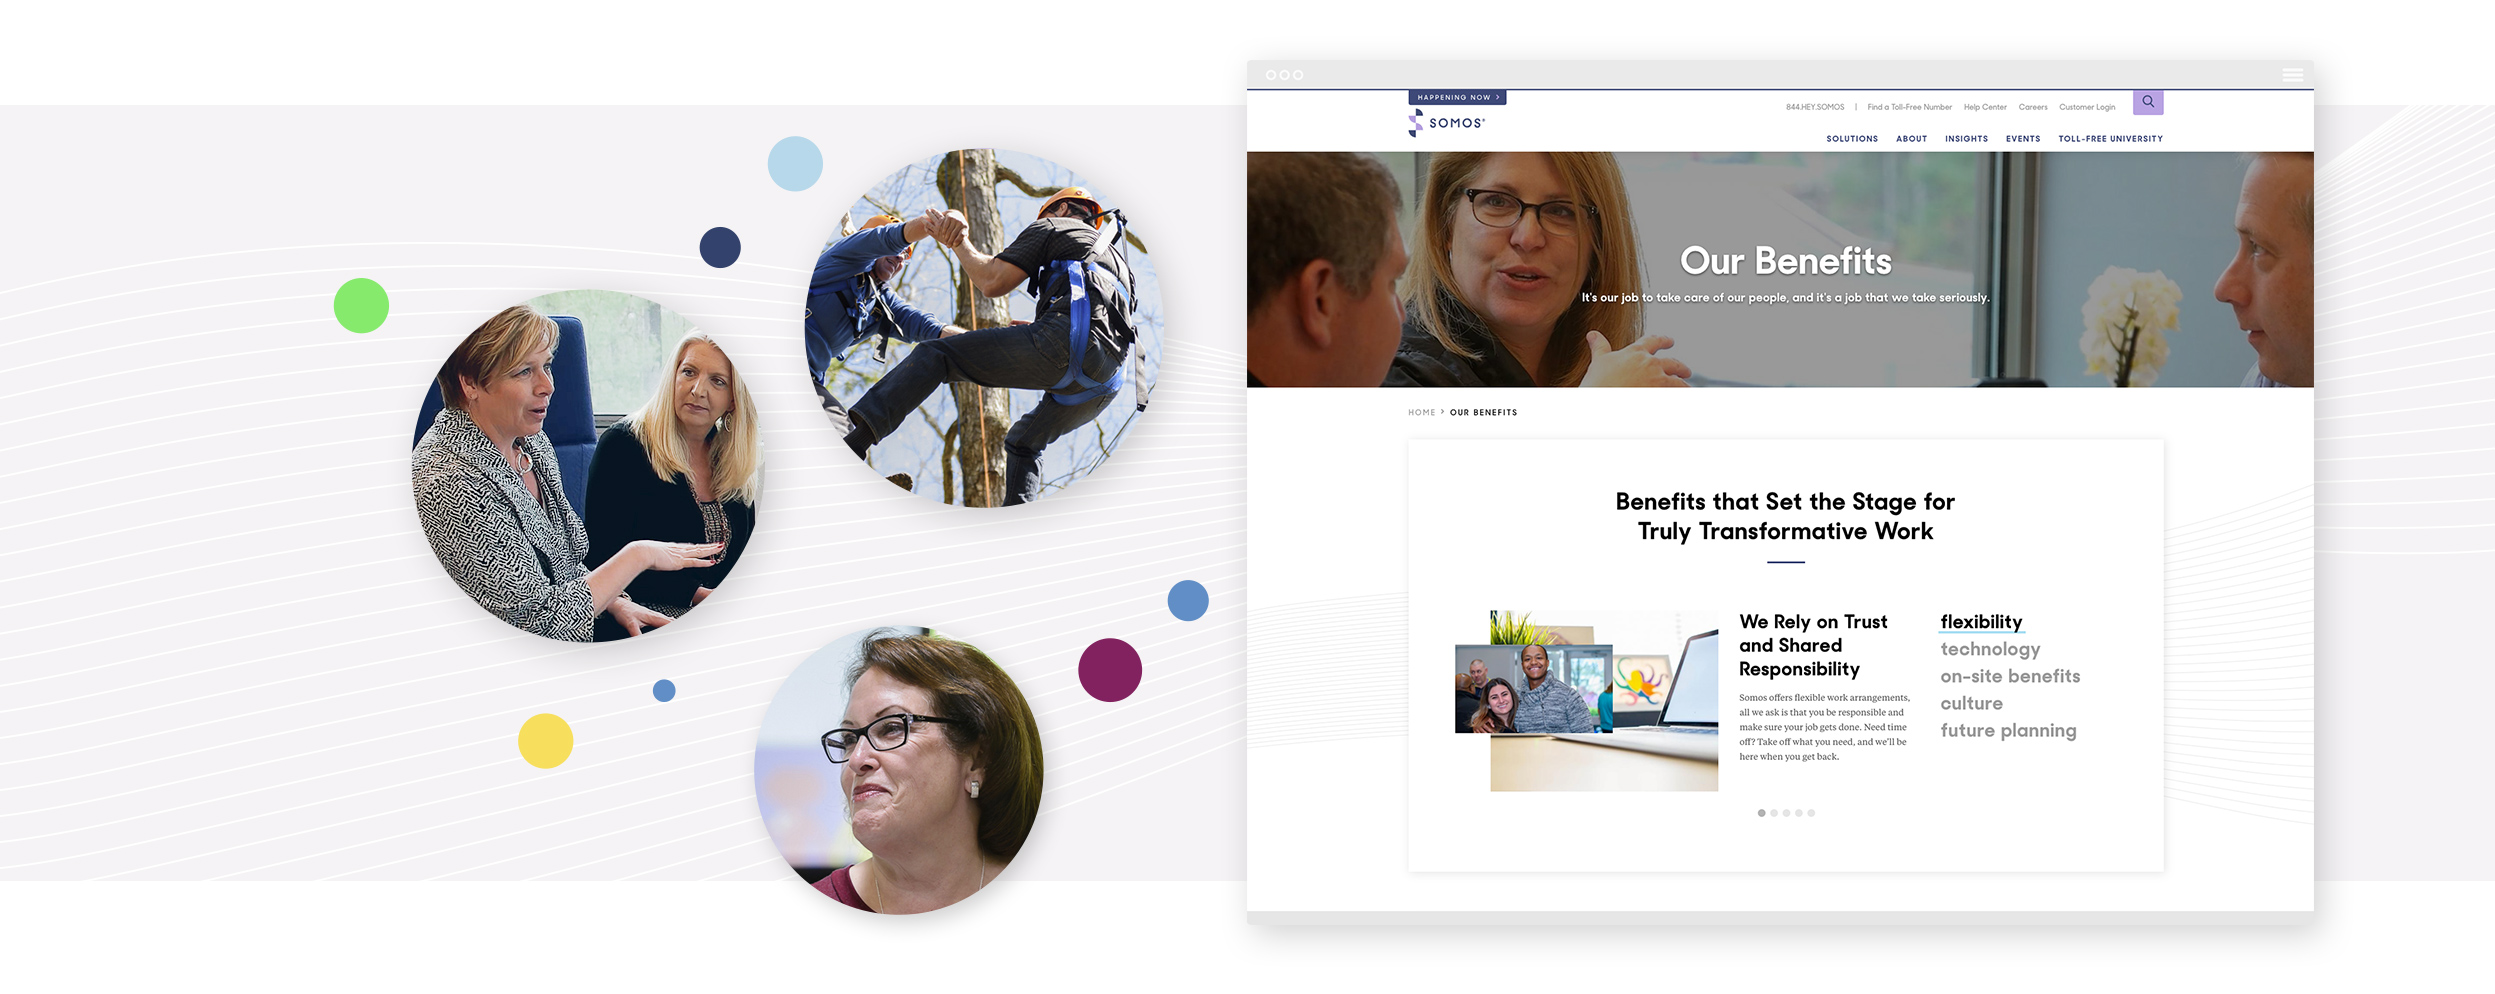 HAPPENING NOW >
SOMOS®
844.HEY.SOMOS | Find a Toll-Free Number Help Center Careers Customer Login
SOLUTIONS ABOUT INSIGHTS EVENTS TOLL-FREE UNIVERSITY
Our Benefits
It's our job to take care of our people, and it's a job that we take seriously.
HOME > OUR BENEFITS
Benefits that Set the Stage for
Truly Transformative Work
We Rely on Trust
and Shared
Responsibility
Somos offers flexible work arrangements,
all we ask is that you be responsible and
make sure your job gets done. Need time
off? Take off what you need, and we'll be
here when you get back.
flexibility
technology
on-site benefits
culture
future planning